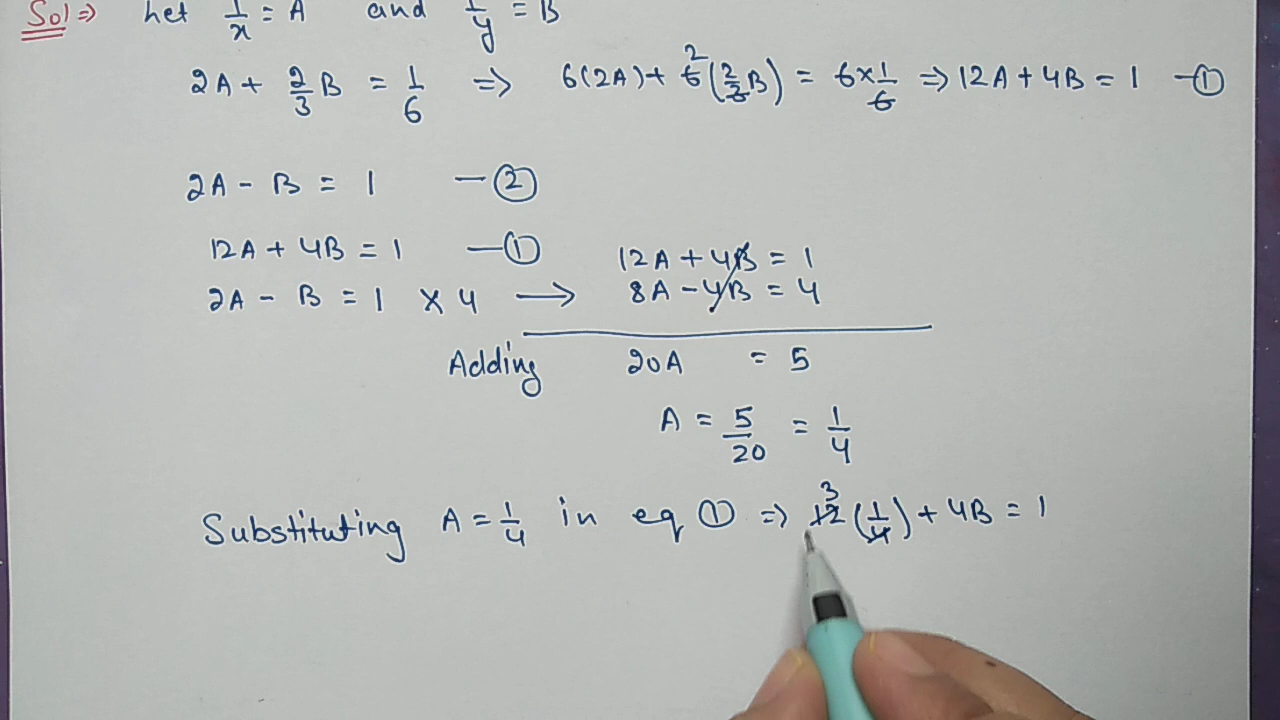 Sol ⇒ Let 1/x = A and 1/y = B
2A + 2/3 B = 1/6 ⇒ 6(2A) + 6 2 (2/3 B) = 6 × 1/6 ⇒ 12A + 4B = 1 — ①
2A - B = 1 — ②
12A + 4B = 1 — ① 12A + 4B = 1
2A - B = 1 × 4 → 8A - 4B = 4
Adding 20A = 5
A = 5/20 = 1/4
Substituting A = 1/4 in eq ① ⇒ 12 3 (1/4) + 4B = 1